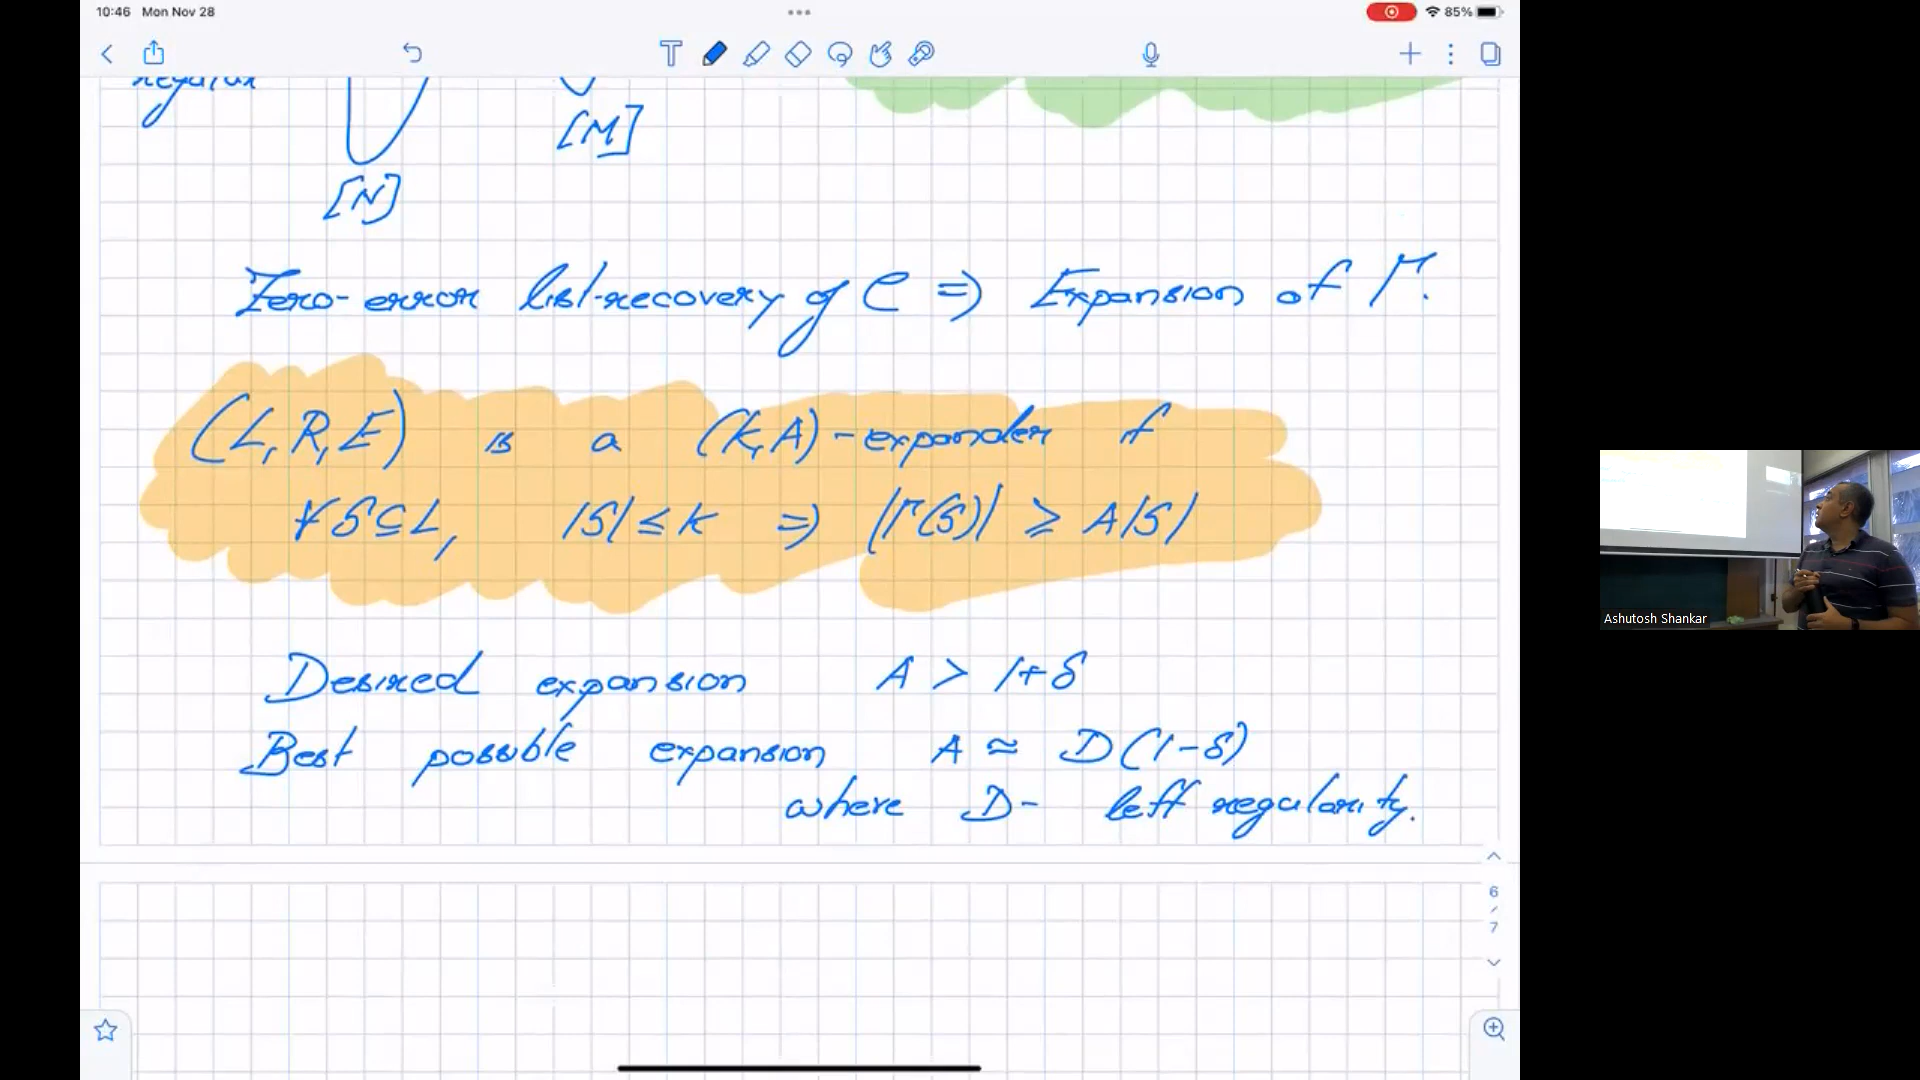 10:46 Mon Nov 28
85%
regular
[M]
[N]
Zero-error list-recovery of C ⇒ Expansion of Γ.
(L, R, E) is a (K, A)-expander if
∀S⊆L, |S| ≤ K ⇒ |Γ(S)| ≥ A|S|
Desired expansion A > 1+δ
Best possible expansion A ≈ D(1-δ)
where D- left regularity.
6
/
7
Ashutosh Shankar